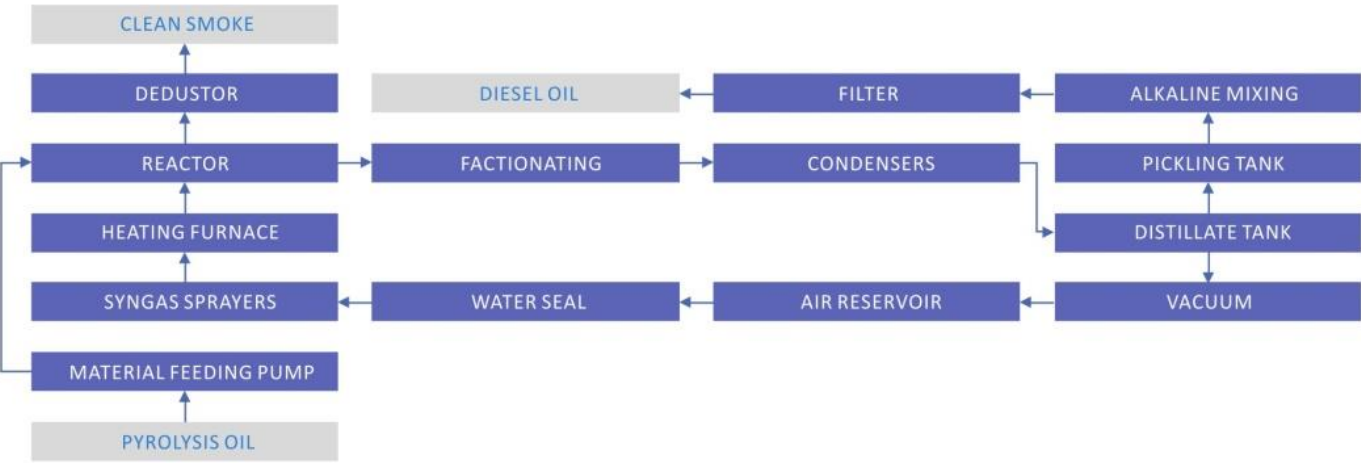 CLEAN SMOKE
DEDUSTOR
DIESEL OIL
FILTER
ALKALINE MIXING
REACTOR
FACTIONATING
CONDENSERS
PICKLING TANK
HEATING FURNACE
DISTILLATE TANK
SYNGAS SPRAYERS
WATER SEAL
AIR RESERVOIR
VACUUM
MATERIAL FEEDING PUMP
PYROLYSIS OIL